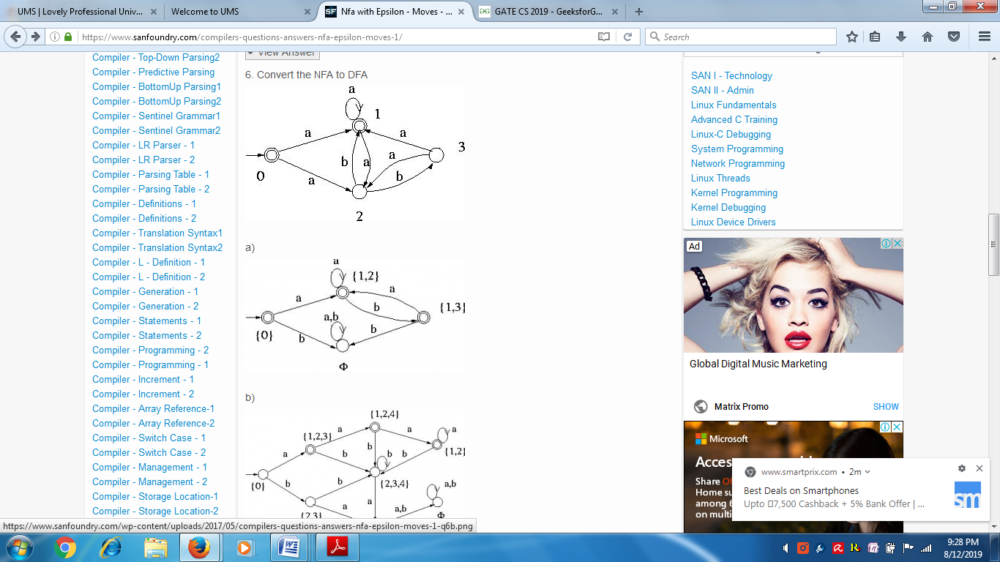 UMS | Lovely Professional Univ...
Welcome to UMS
SF Nfa with Epsilon - Moves - ...
GATE CS 2019 - GeeksforG...
https://www.sanfoundry.com/compilers-questions-answers-nfa-epsilon-moves-1/
Search
Compiler - Top-Down Parsing2
Compiler - Predictive Parsing
Compiler - BottomUp Parsing1
Compiler - BottomUp Parsing2
Compiler - Sentinel Grammar1
Compiler - Sentinel Grammar2
Compiler - LR Parser - 1
Compiler - LR Parser - 2
Compiler - Parsing Table - 1
Compiler - Parsing Table - 2
Compiler - Definitions - 1
Compiler - Definitions - 2
Compiler - Translation Syntax1
Compiler - Translation Syntax2
Compiler - L - Definition - 1
Compiler - L - Definition - 2
Compiler - Generation - 1
Compiler - Generation - 2
Compiler - Statements - 1
Compiler - Statements - 2
Compiler - Programming - 2
Compiler - Programming - 1
Compiler - Increment - 1
Compiler - Increment - 2
Compiler - Array Reference-1
Compiler - Array Reference-2
Compiler - Switch Case - 1
Compiler - Switch Case - 2
Compiler - Management - 1
Compiler - Management - 2
Compiler - Storage Location-1
Compiler - Storage Location-2
View Answer
6. Convert the NFA to DFA
a
1
a
a
3
b
a
a
0
a
b
2
a)
a
{1,2}
a
a
b
{1,3}
a,b
{0}
b
b
Φ
b)
{1,2,4}
{1,2,3}
a
a
a
a
b
b
b
b
{1,2}
{0}
b
b
{2,3,4}
a,b
a
a
a,b
{2,3}
Φ
SAN I - Technology
SAN II - Admin
Linux Fundamentals
Advanced C Training
Linux-C Debugging
System Programming
Network Programming
Linux Threads
Kernel Programming
Kernel Debugging
Linux Device Drivers
Ad
Global Digital Music Marketing
Matrix Promo
SHOW
Microsoft
Acces
Share Of
Home su
among 6
on multi
www.smartprix.com • 2m
Best Deals on Smartphones
Upto 7,500 Cashback + 5% Bank Offer | ...
sm
https://www.sanfoundry.com/wp-content/uploads/2017/05/compilers-questions-answers-nfa-epsilon-moves-1-q6b.png
9:28 PM
8/12/2019